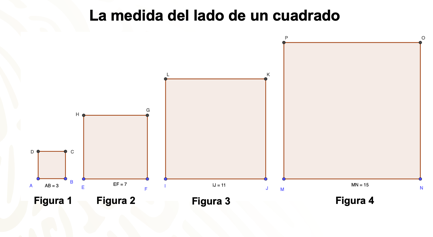 La medida del lado de un cuadrado
P O
L K
H G
D C
A AB = 3 B
E EF = 7 F
I IJ = 11 J
M MN = 15 N
Figura 1 Figura 2 Figura 3 Figura 4